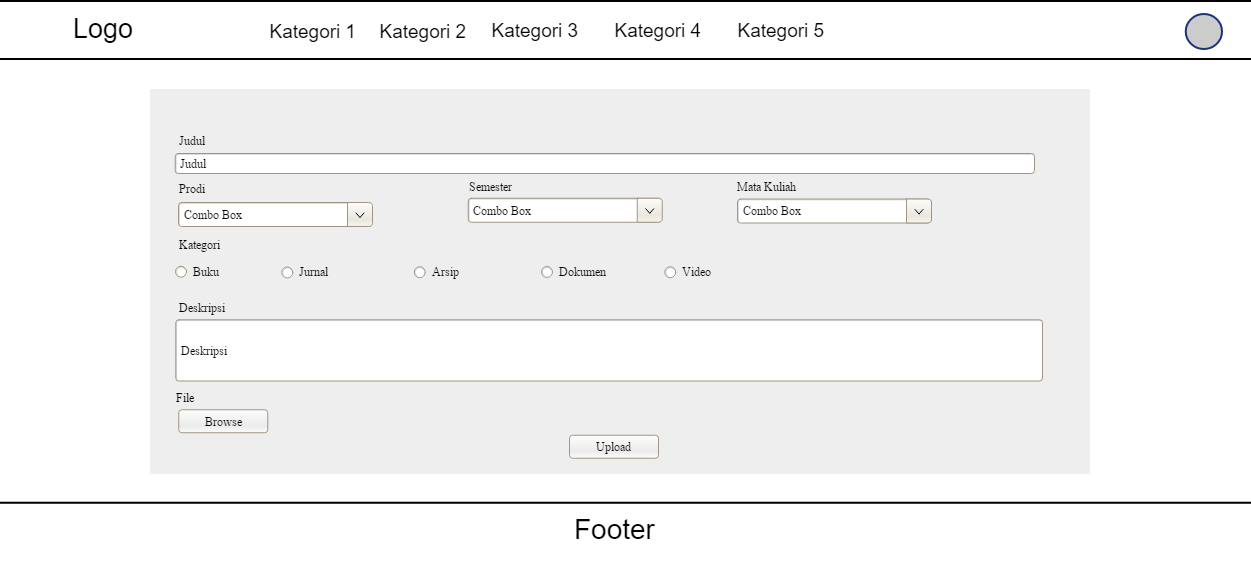 Logo Kategori 1 Kategori 2 Kategori 3 Kategori 4 Kategori 5
Judul
Judul
Prodi Semester Mata Kuliah
Combo Box Combo Box Combo Box
Kategori
Buku Jurnal Arsip Dokumen Video
Deskripsi
Deskripsi
File
Browse
Upload
Footer